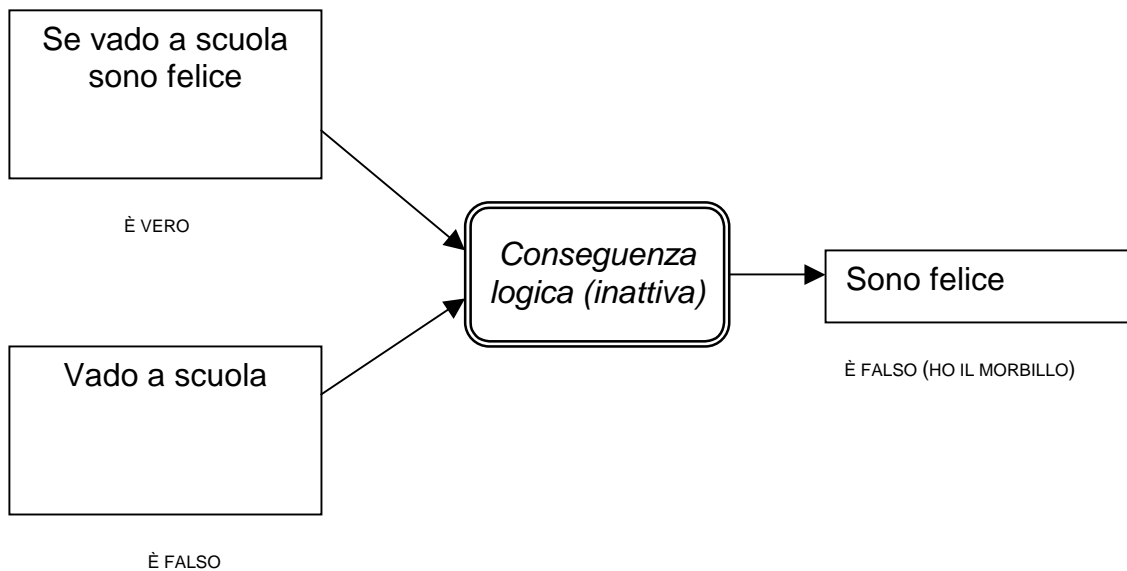 Se vado a scuola
sono felice
È VERO
Conseguenza
logica (inattiva)
Sono felice
È FALSO (HO IL MORBILLO)
Vado a scuola
È FALSO